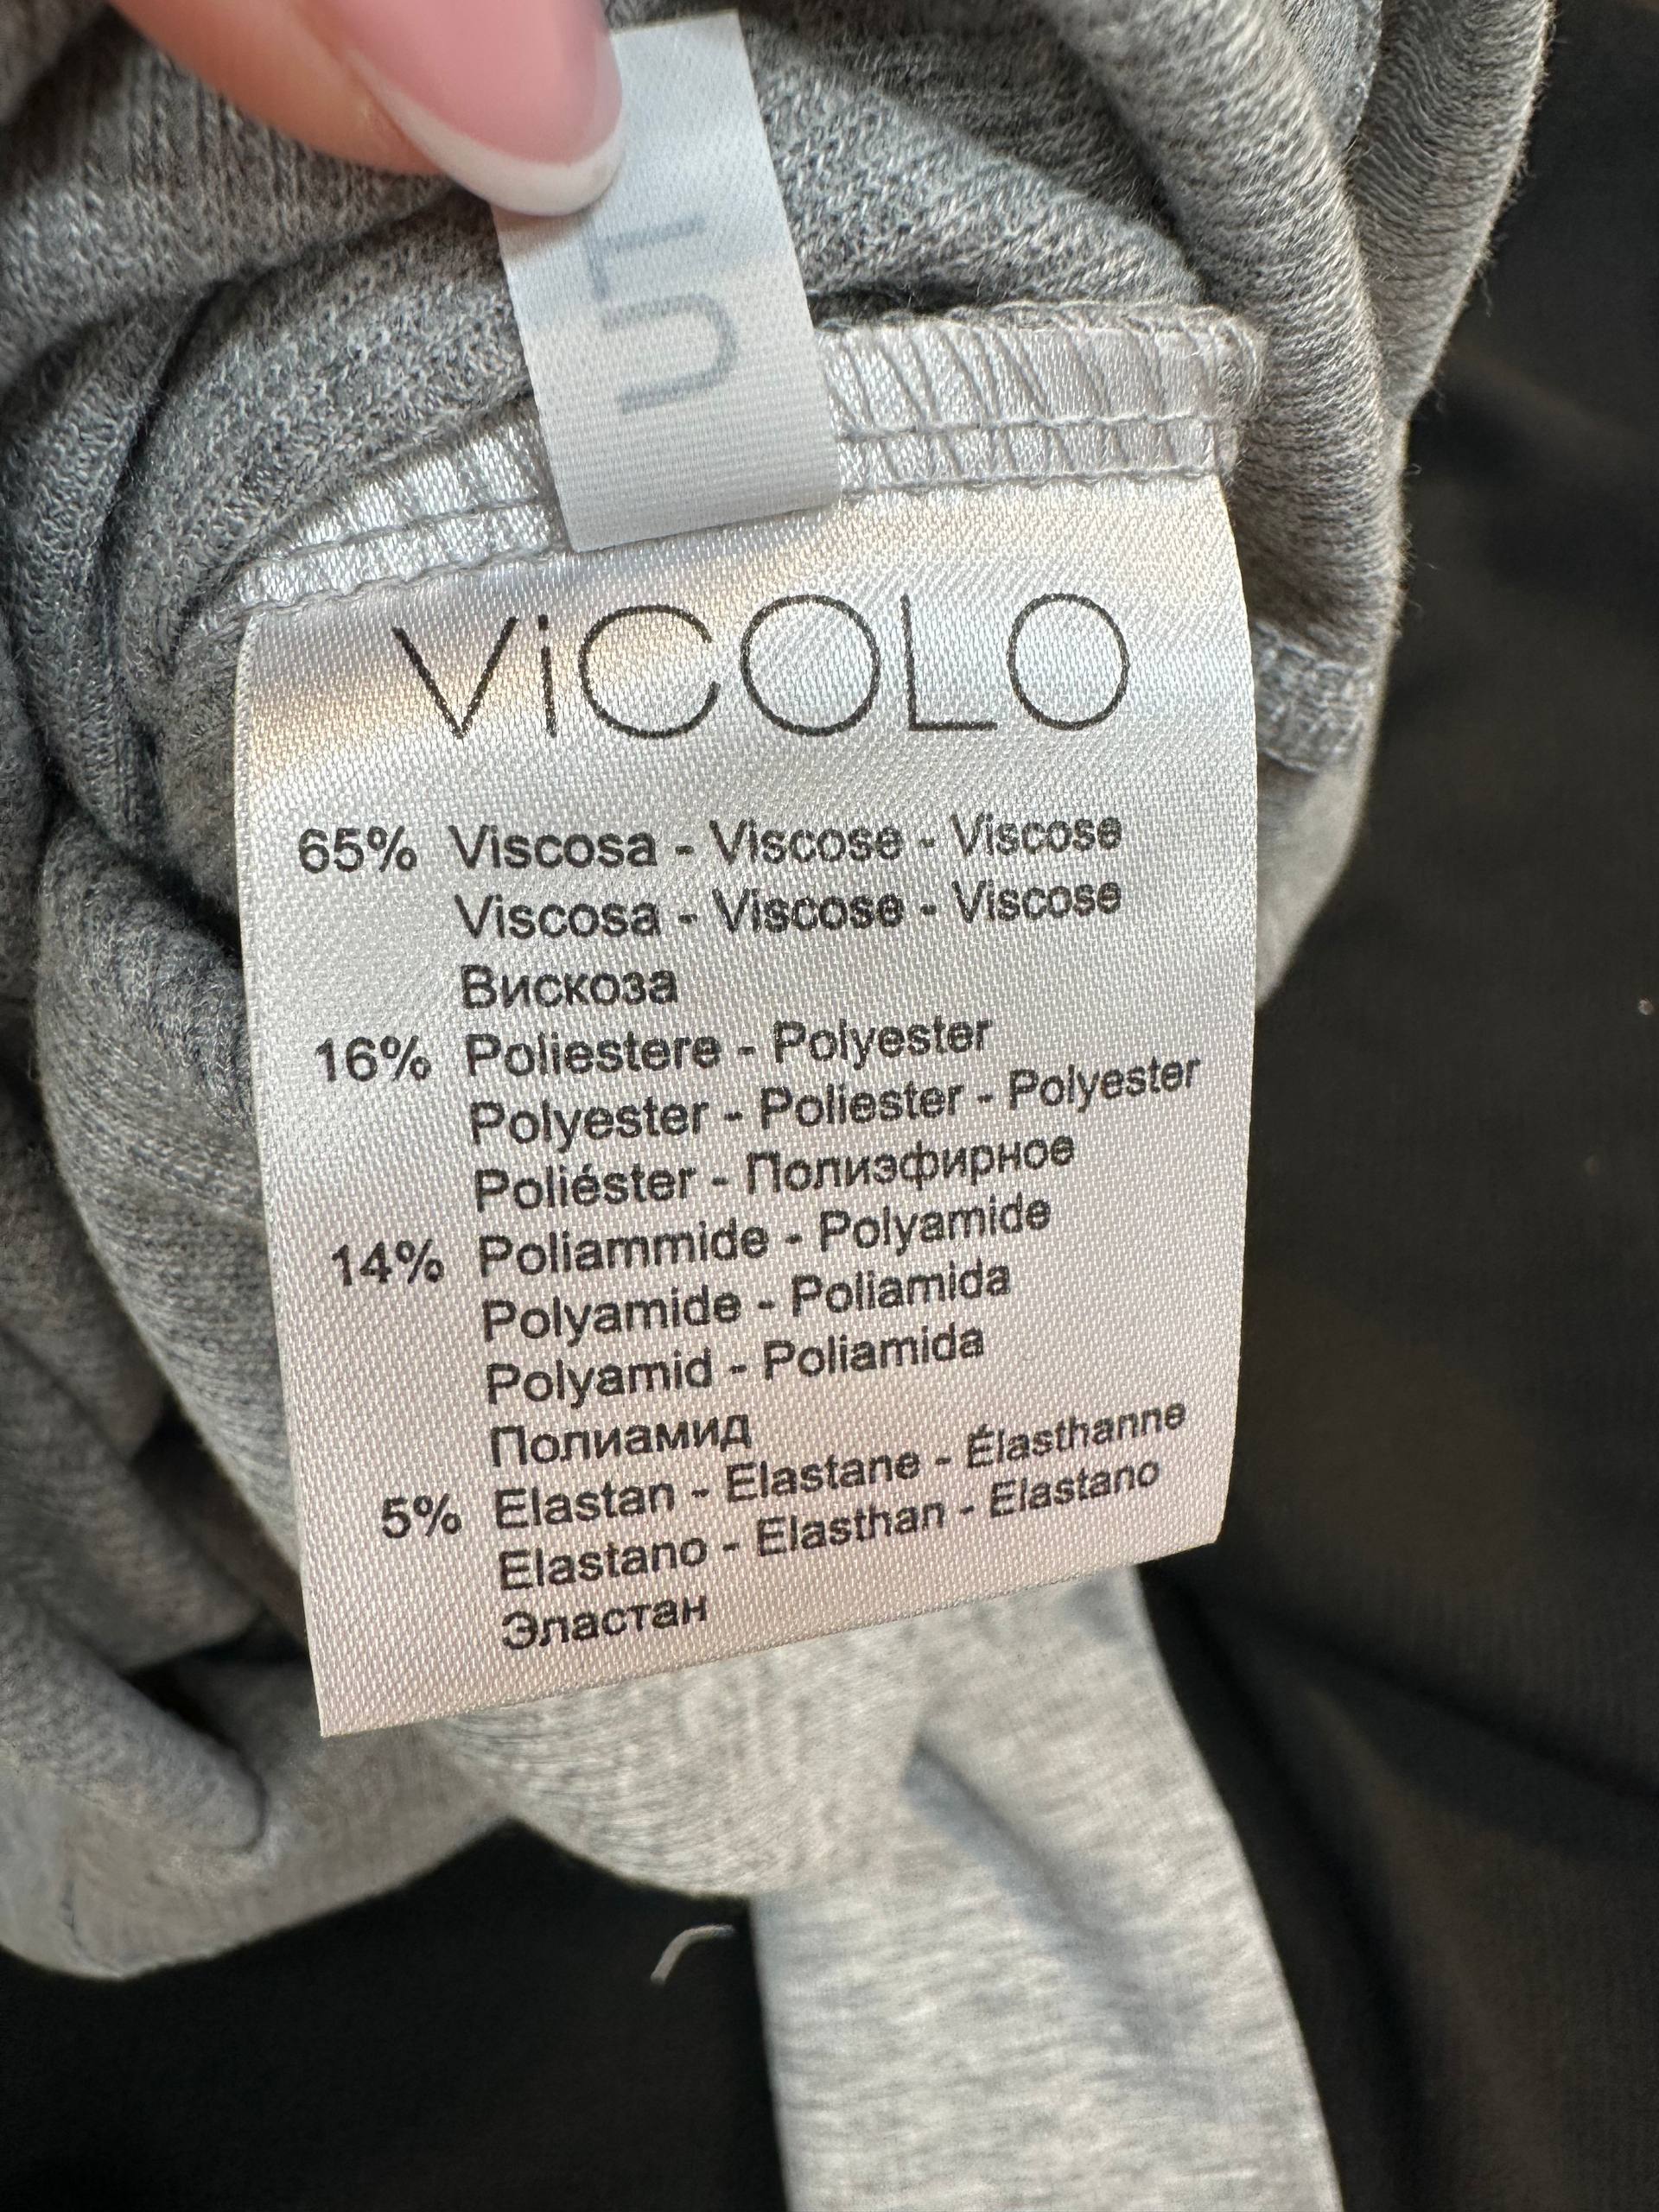 UNI
ViCOLO
65% Viscosa - Viscose - Viscose
Viscosa - Viscose - Viscose
Вискоза
16% Poliestere - Polyester
Polyester - Poliester - Polyester
Poliéster - Полиэфирное
14% Poliammide - Polyamide
Polyamide - Poliamida
Polyamid - Poliamida
Полиамид
5% Elastan - Elastane - Élasthanne
Elastano - Elasthan - Elastano
Эластан